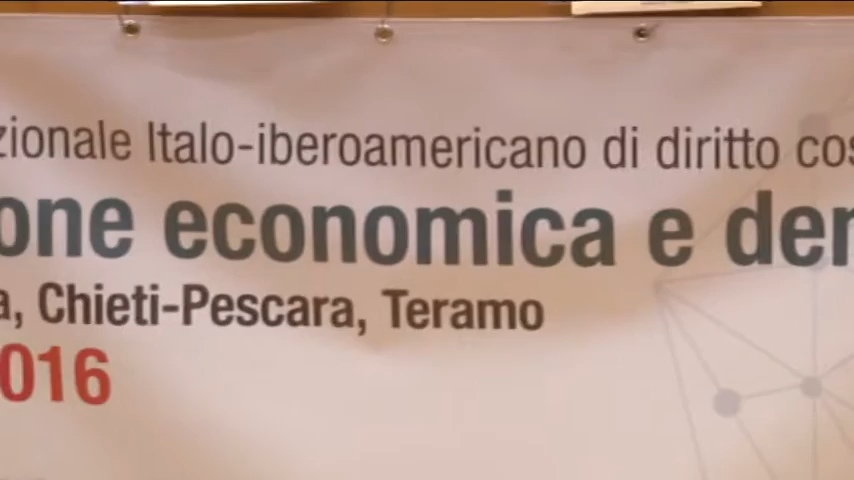 zionale Italo-iberoamericano di diritto cos
one economica e der
a, Chieti-Pescara, Teramo
016